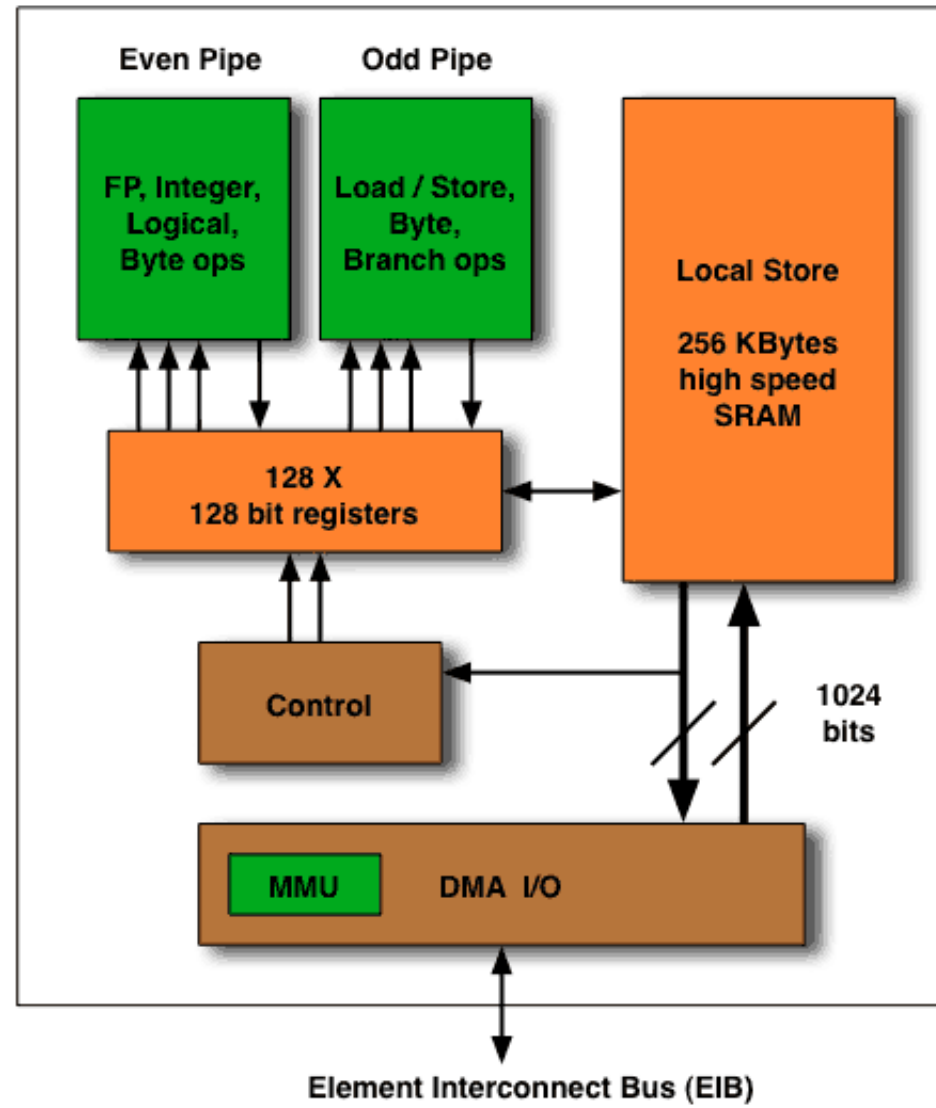 Even Pipe
Odd Pipe
FP, Integer,
Logical,
Byte ops
Load / Store,
Byte,
Branch ops
Local Store
256 KBytes
high speed
SRAM
128 X
128 bit registers
Control
1024
bits
MMU
DMA I/O
Element Interconnect Bus (EIB)